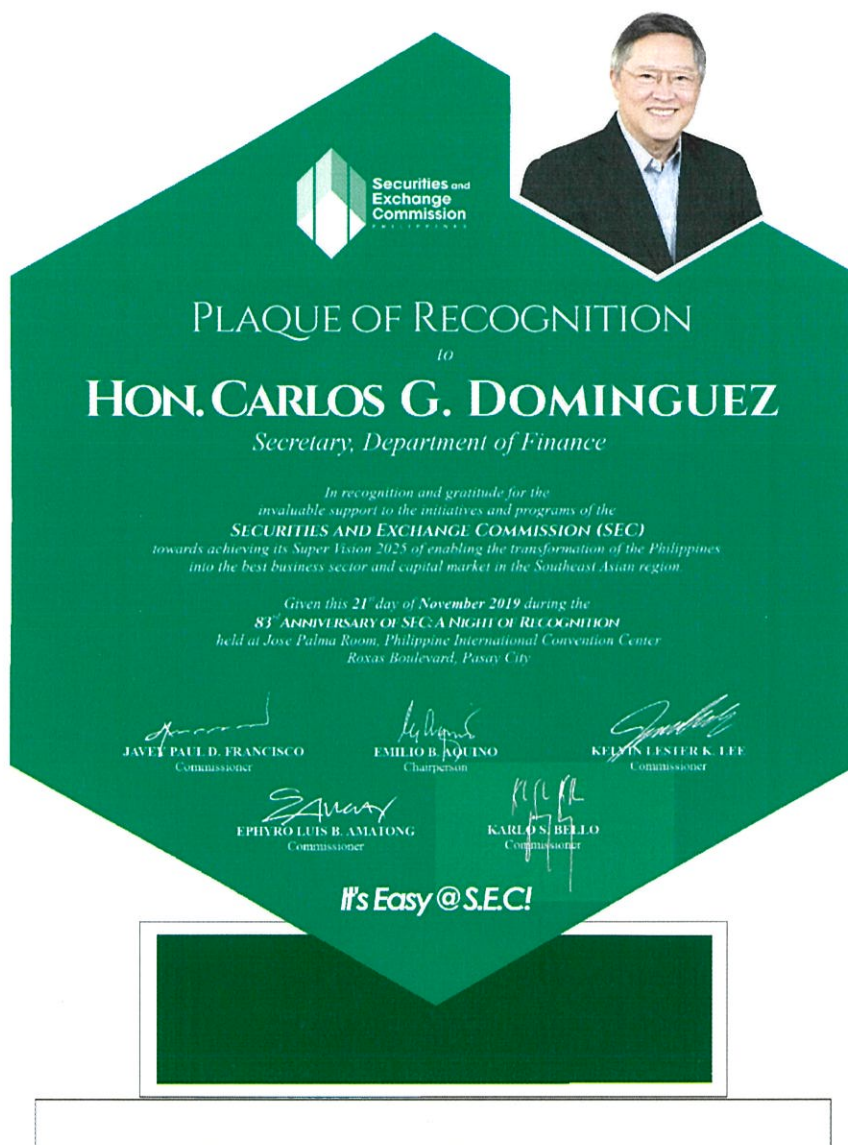 Securities and
Exchange
Commission
PHILIPPINES
PLAQUE OF RECOGNITION
to
HON. CARLOS G. DOMINGUEZ
Secretary, Department of Finance
In recognition and gratitude for the
invaluable support to the initiatives and programs of the
SECURITIES AND EXCHANGE COMMISSION (SEC)
towards achieving its Super Vision 2025 of enabling the transformation of the Philippines
into the best business sector and capital market in the Southeast Asian region.
Given this 21st day of November 2019 during the
83rd ANNIVERSARY OF SEC: A NIGHT OF RECOGNITION
held at Jose Palma Room, Philippine International Convention Center
Roxas Boulevard, Pasay City
JAVEY PAUL D. FRANCISCO
Commissioner
EMILIO B. AQUINO
Chairperson
KELVIN LESTER K. LEE
Commissioner
EPHYRO LUIS B. AMATONG
Commissioner
KARLO S. BELLO
Commissioner
It's Easy @ S.E.C!